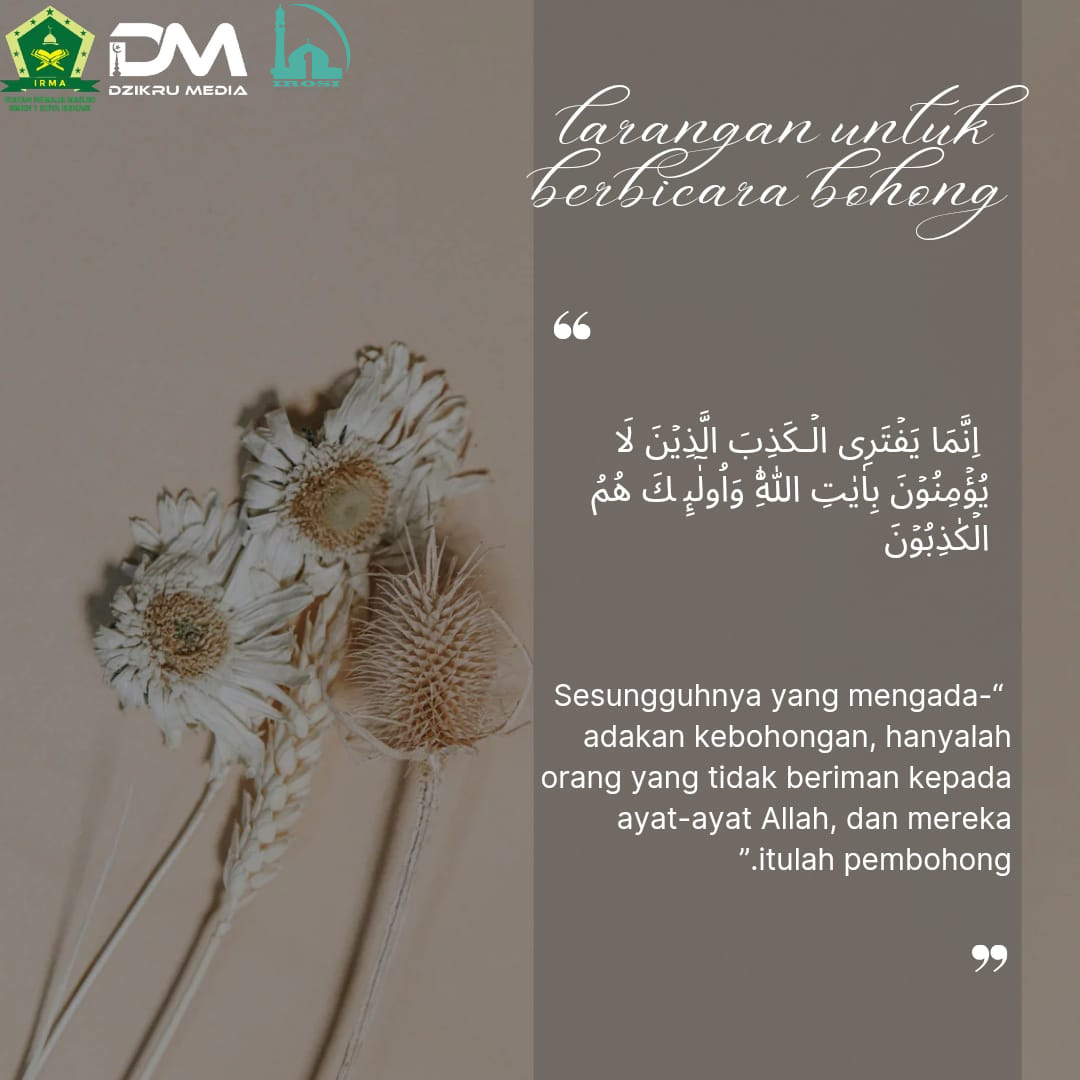 IRMA
DM
DZIKRU MEDIA
IROSI
larangan untuk
berbicara bohong
“
اِنَّمَا يَفۡتَرِى الۡـكَذِبَ الَّذِيۡنَ لَا
يُؤۡمِنُوۡنَ بِاٰيٰتِ اللّٰهِ‌ۚ وَاُولٰۤٮِٕكَ هُمُ
الۡكٰذِبُوۡنَ
Sesungguhnya yang mengada-“
adakan kebohongan, hanyalah
orang yang tidak beriman kepada
ayat-ayat Allah, dan mereka
”.itulah pembohong
”